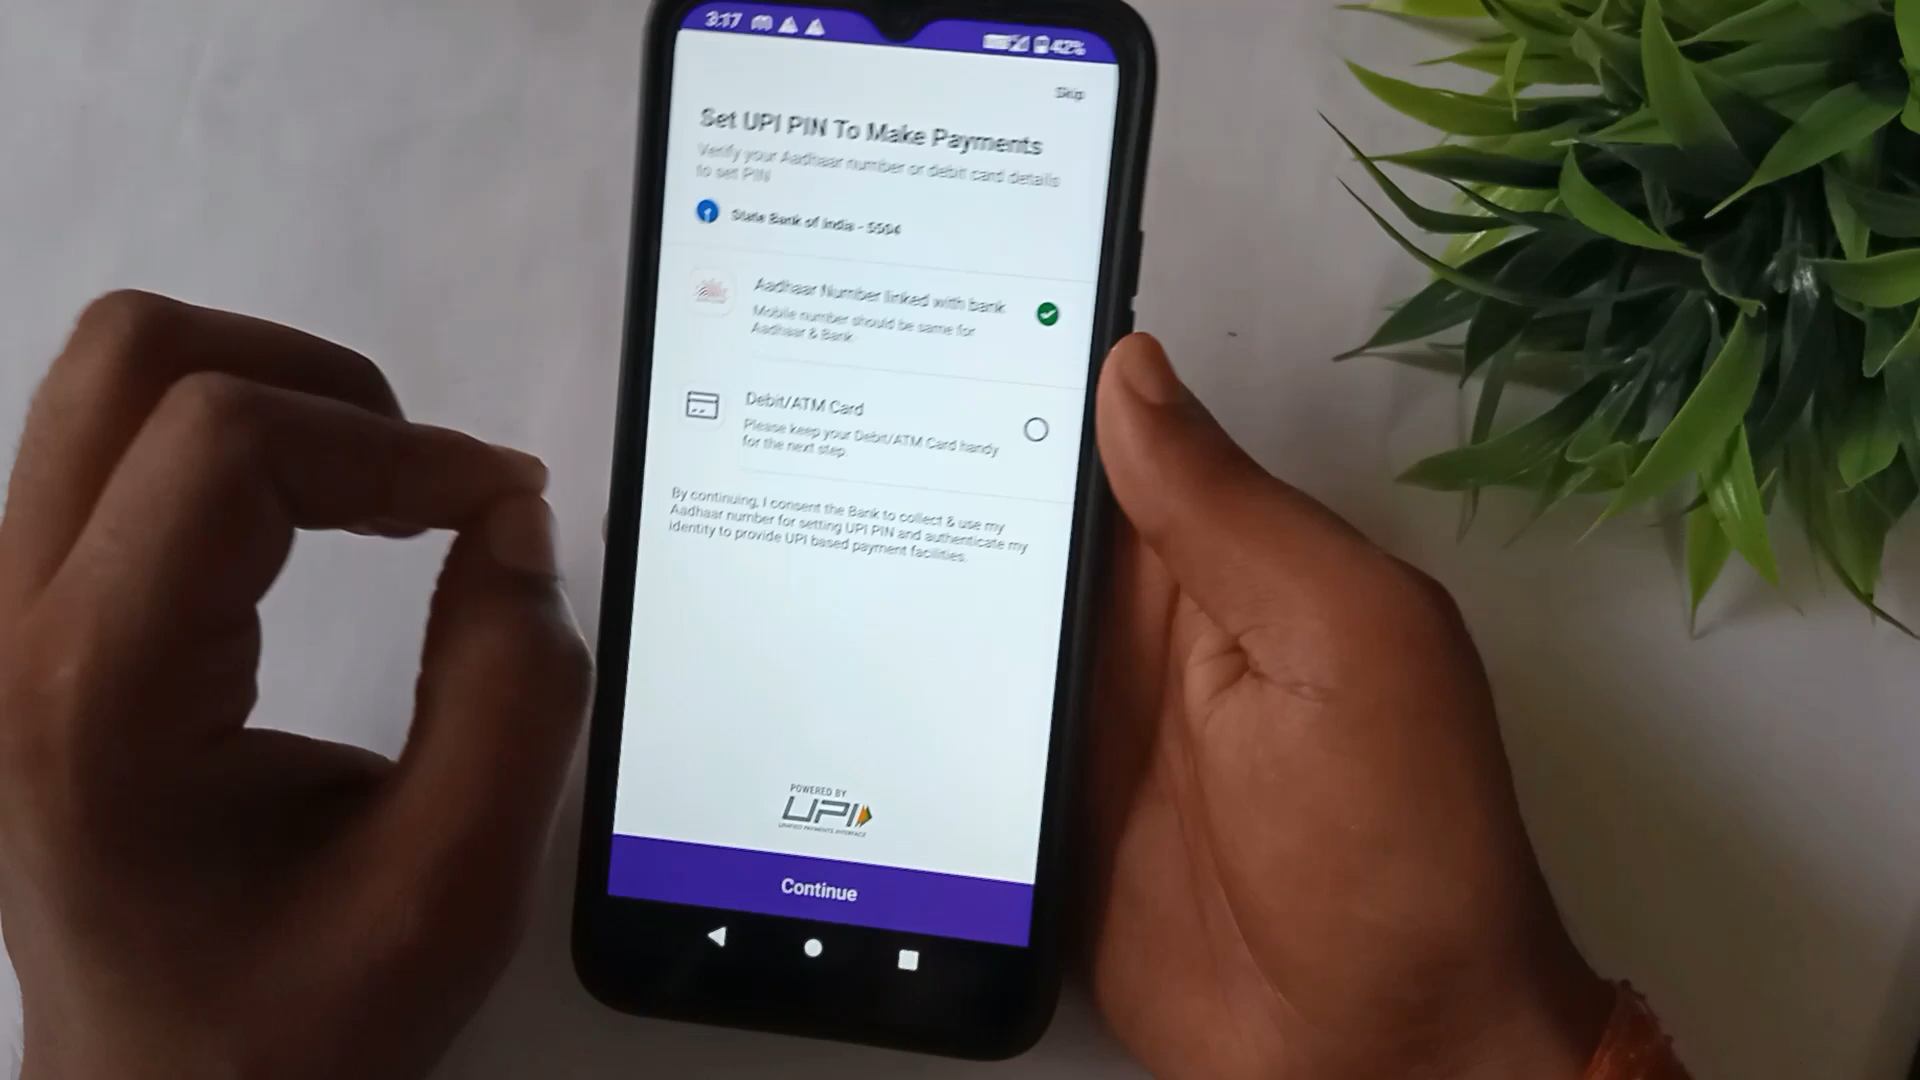 3:17
42%
Skip
Set UPI PIN To Make Payments
Verify your Aadhaar number or debit card details
to set PIN
State Bank of India - 5594
Aadhaar Number linked with bank
Mobile number should be same for
Aadhaar & Bank
Debit/ATM Card
Please keep your Debit/ATM Card handy
for the next step
By continuing, I consent the Bank to collect & use my
Aadhaar number for setting UPI PIN and authenticate my
identity to provide UPI based payment facilities.
POWERED BY
UPI
UNIFIED PAYMENTS INTERFACE
Continue